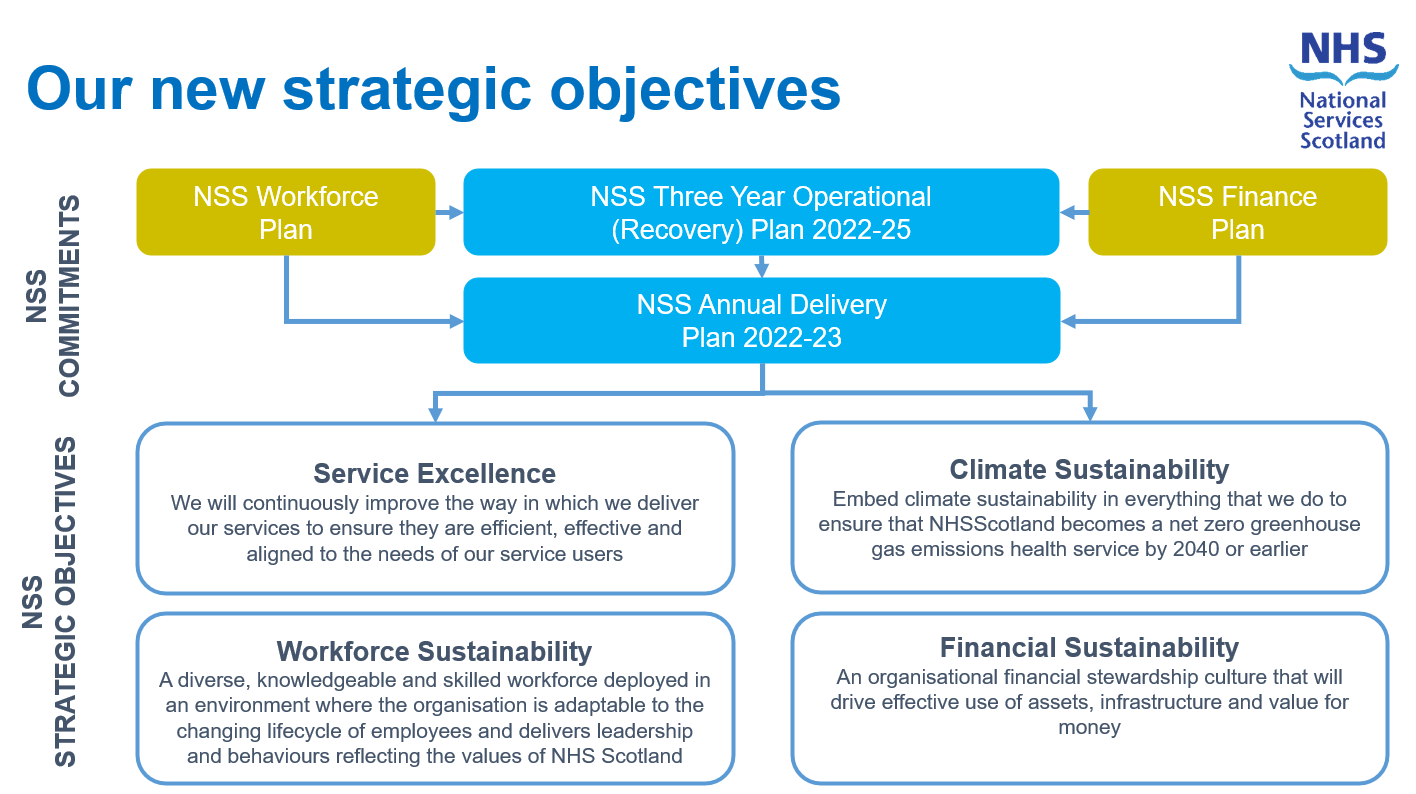 Our new strategic objectives
NHS
National
Services
Scotland
NSS
COMMITMENTS
NSS Workforce
Plan
NSS Three Year Operational
(Recovery) Plan 2022-25
NSS Finance
Plan
NSS Annual Delivery
Plan 2022-23
NSS
STRATEGIC OBJECTIVES
Service Excellence
We will continuously improve the way in which we deliver
our services to ensure they are efficient, effective and
aligned to the needs of our service users
Climate Sustainability
Embed climate sustainability in everything that we do to
ensure that NHSScotland becomes a net zero greenhouse
gas emissions health service by 2040 or earlier
Workforce Sustainability
A diverse, knowledgeable and skilled workforce deployed in
an environment where the organisation is adaptable to the
changing lifecycle of employees and delivers leadership
and behaviours reflecting the values of NHS Scotland
Financial Sustainability
An organisational financial stewardship culture that will
drive effective use of assets, infrastructure and value for
money